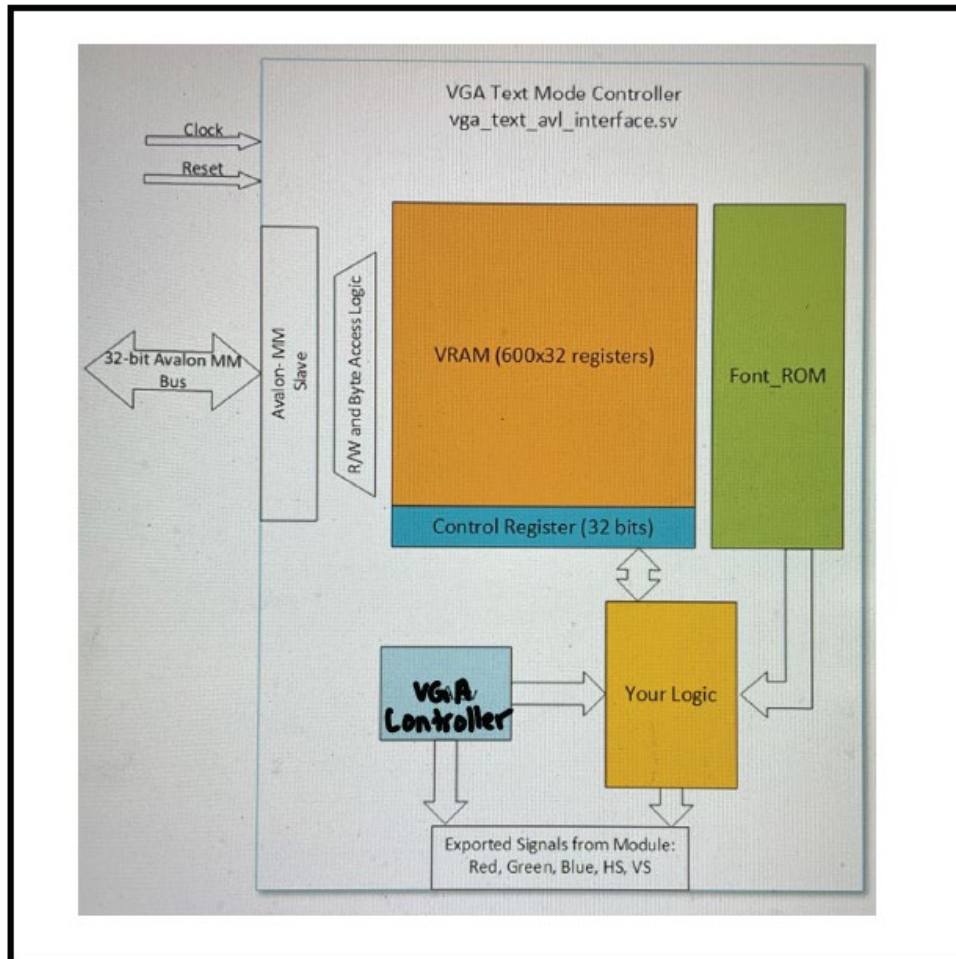 VGA Text Mode Controller
vga_text_avl_interface.sv
Clock
Reset
32-bit Avalon MM
Bus
Avalon- MM
Slave
R/W and Byte Access Logic
VRAM (600x32 registers)
Control Register (32 bits)
Font_ROM
VGA
Controller
Your Logic
Exported Signals from Module:
Red, Green, Blue, HS, VS